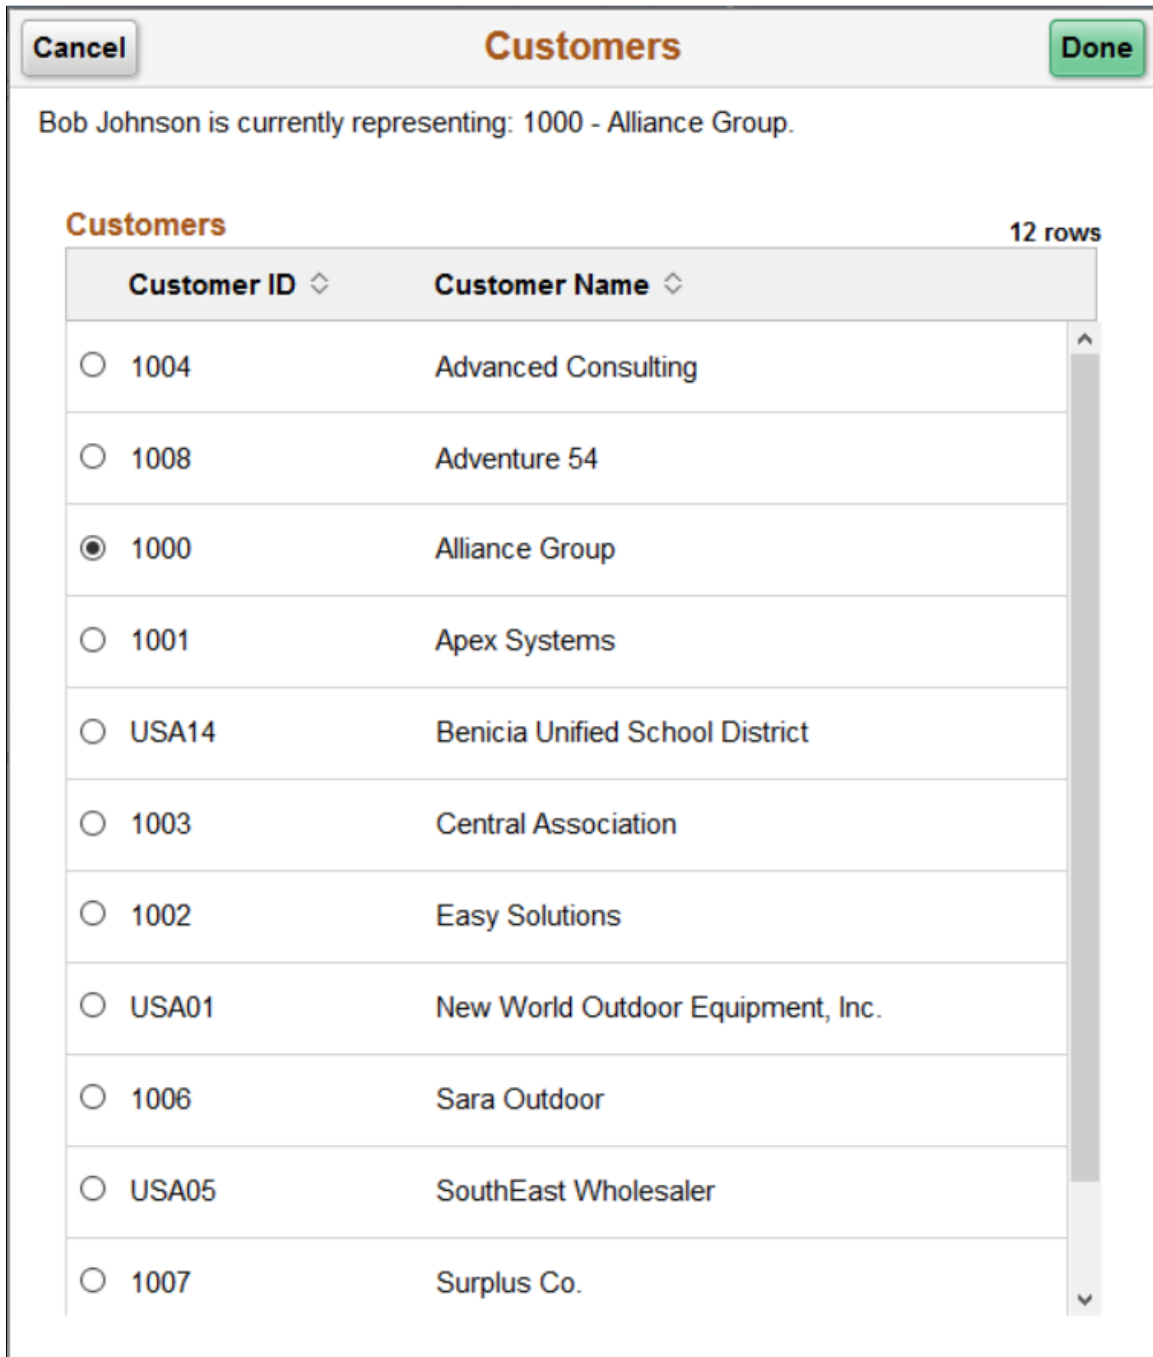 Cancel Customers Done
Bob Johnson is currently representing: 1000 - Alliance Group.
Customers 12 rows
Customer ID Customer Name
1004 Advanced Consulting
1008 Adventure 54
1000 Alliance Group
1001 Apex Systems
USA14 Benicia Unified School District
1003 Central Association
1002 Easy Solutions
USA01 New World Outdoor Equipment, Inc.
1006 Sara Outdoor
USA05 SouthEast Wholesaler
1007 Surplus Co.